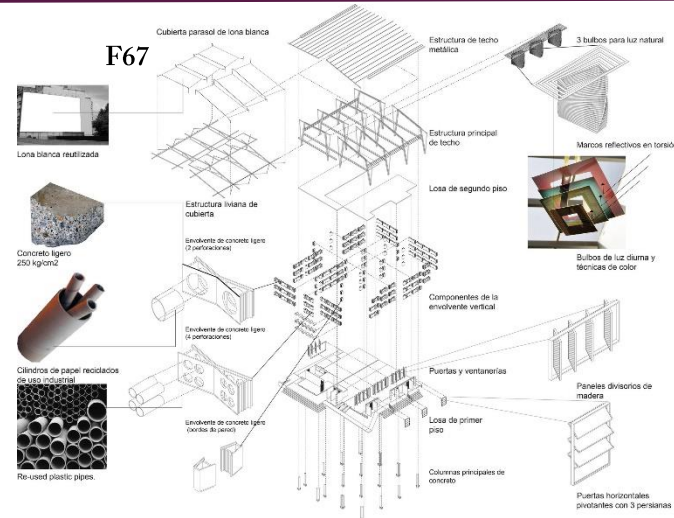 Cubierta parasol de lona blanca
F67
Lona blanca reutilizada
Estructura liviana de
cubierta
Concreto ligero
250 kg/cm2
Envolvente de concreto ligero
(2 perforaciones)
Cilindros de papel reciclados
de uso industrial
Envolvente de concreto ligero
(4 perforaciones)
Re-used plastic pipes.
Envolvente de concreto ligero
(bordes de pared)
Estructura de techo
metálica
Estructura principal
de techo
Losa de segundo piso
Componentes de la
envolvente vertical
Puertas y ventanerías
Losa de primer
piso
Columnas principales de
concreto
3 bulbos para luz natural
Marcos reflectivos en torsió
Bulbos de luz diurna y
técnicas de color
Paneles divisorios de
madera
Puertas horizontales
pivotantes con 3 persianas